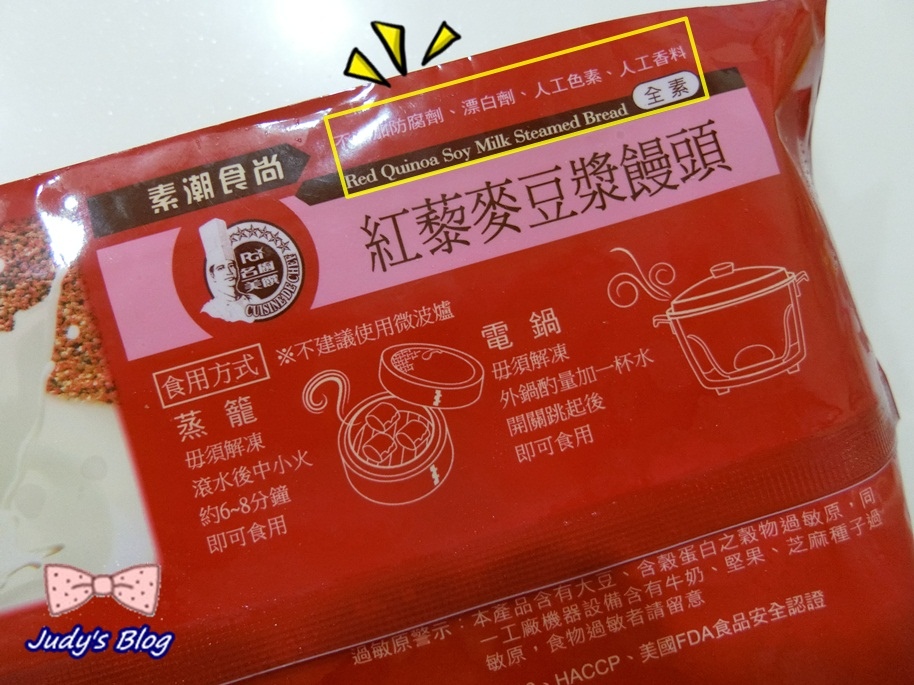 防腐劑、漂白劑、人工色素、人工香料
Red Quinoa Soy Milk Steamed Bread 全素
素潮食尚
紅藜麥豆漿饅頭
名廚美饌
CUISINE DE CHEF
食用方式 ※不建議使用微波爐
蒸籠
毋須解凍
滾水後中小火
約6~8分鐘
即可食用
電鍋
毋須解凍
外鍋酌量加一杯水
開關跳起後
即可食用
過敏原警示：本產品含有大豆、含榖蛋白之榖物過敏原，同
一工廠機器設備含有牛奶、堅果、芝麻種子過
敏原，食物過敏者請留意
、HACCP、美國FDA食品安全認證
Judy's Blog